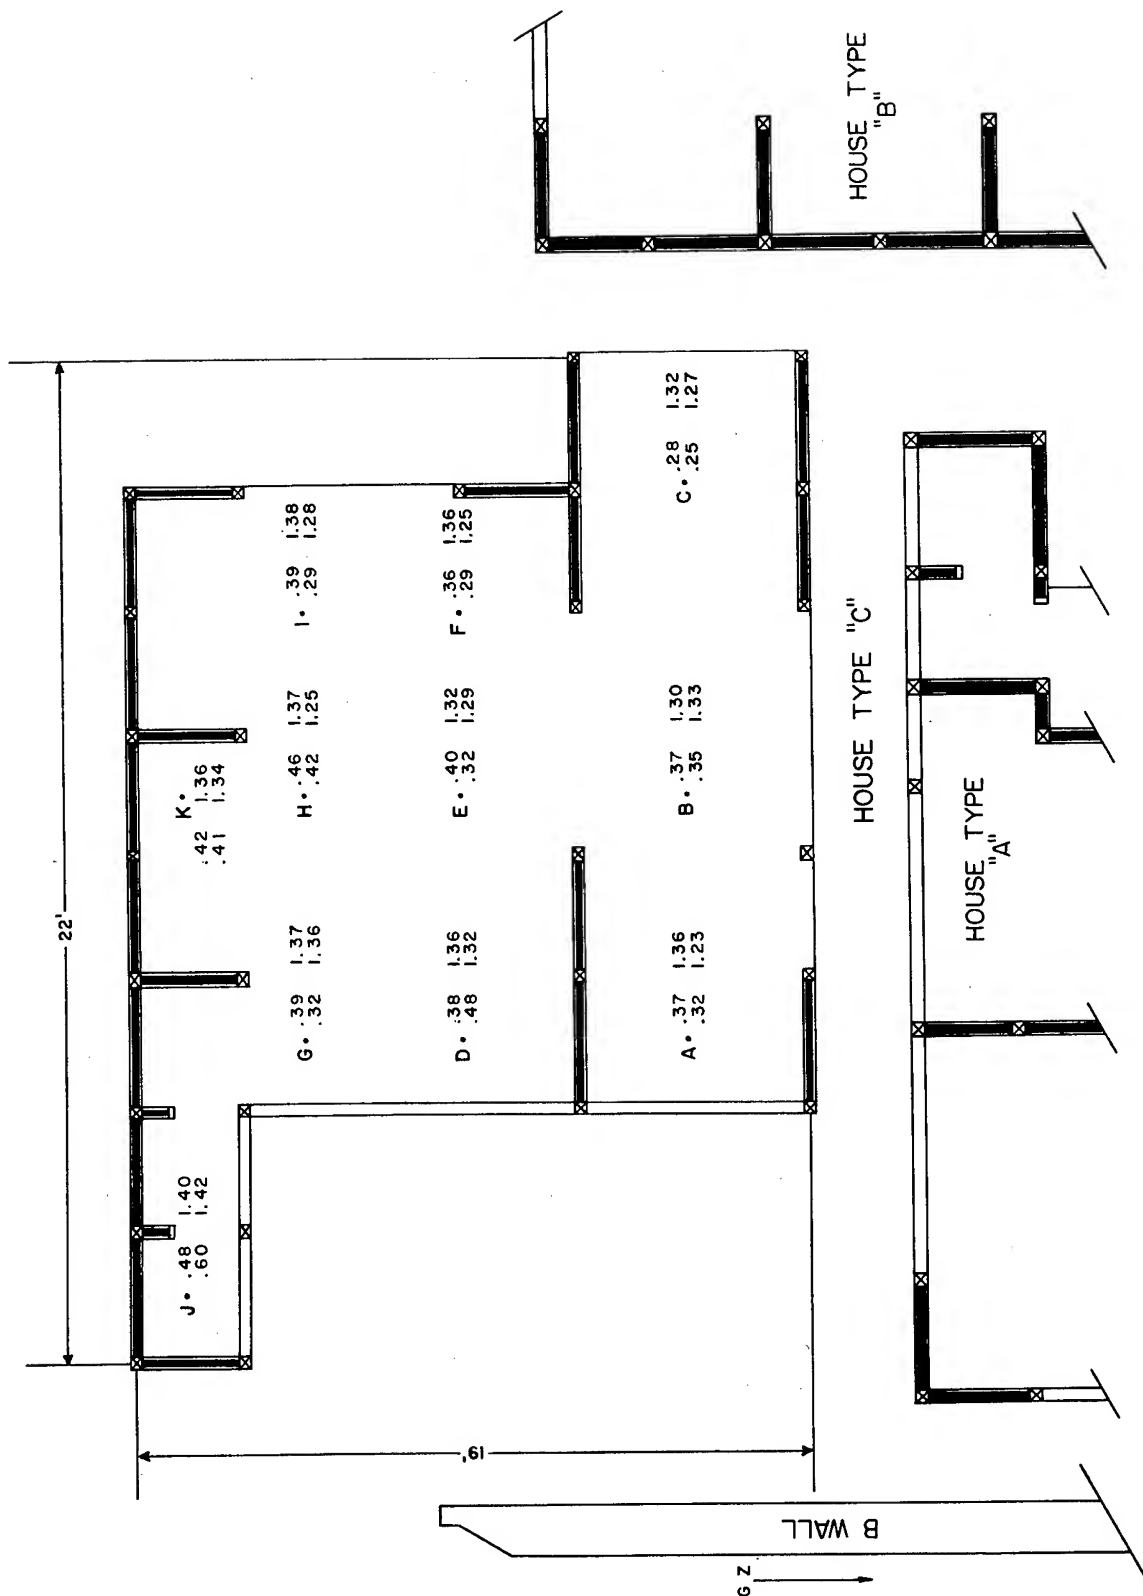 22'
19'
J • .48 1.40
.60 1.42
K •
.42 1.36
.41 1.34
G • .39 1.37
.32 1.36
H • .46 1.37
.42 1.25
I • .39 1.38
.29 1.28
D • .38 1.36
.48 1.32
E • .40 1.32
.32 1.29
F • .36 1.36
.29 1.25
A • .37 1.36
.32 1.23
B • .37 1.30
.35 1.33
C • .28 1.32
.25 1.27
HOUSE TYPE "C"
HOUSE TYPE
"A"
HOUSE TYPE
"B"
B WALL
G Z